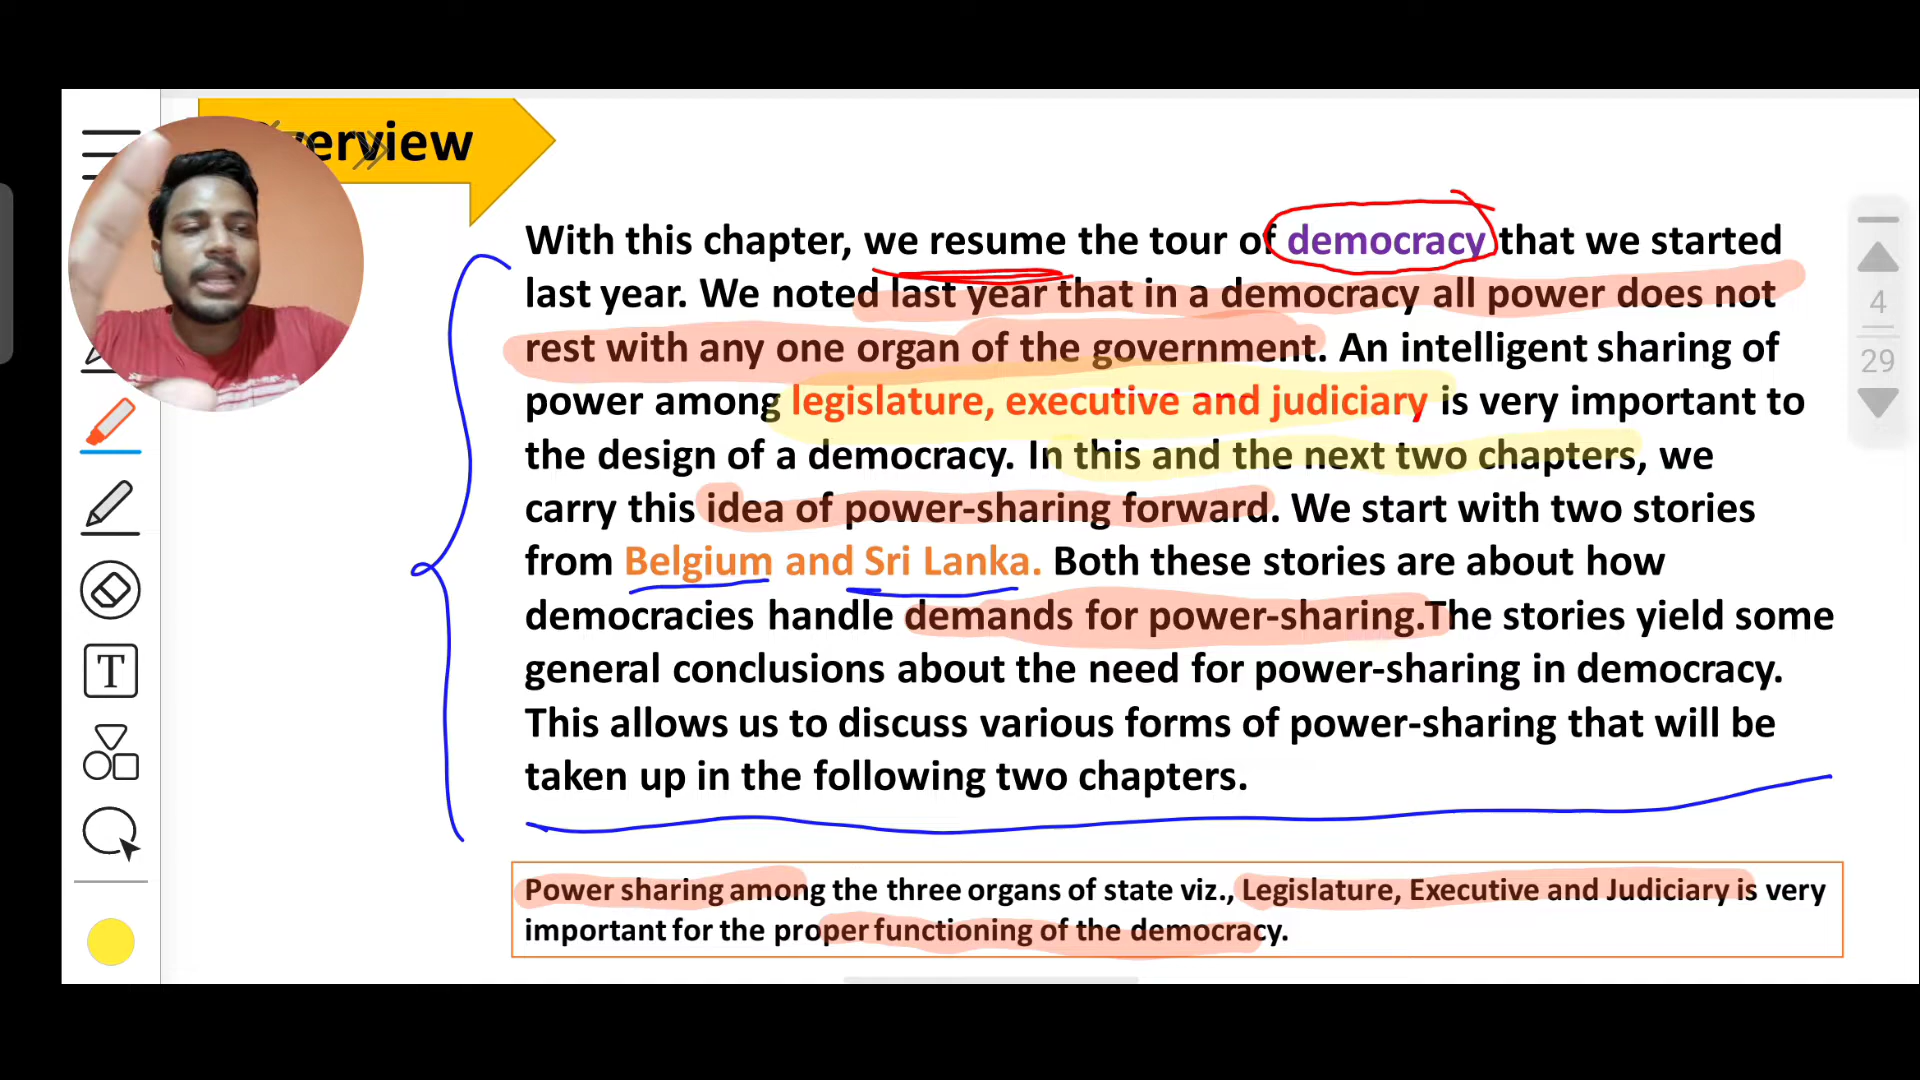 Overview
With this chapter, we resume the tour of democracy that we started
last year. We noted last year that in a democracy all power does not
rest with any one organ of the government. An intelligent sharing of
power among legislature, executive and judiciary is very important to
the design of a democracy. In this and the next two chapters, we
carry this idea of power-sharing forward. We start with two stories
from Belgium and Sri Lanka. Both these stories are about how
democracies handle demands for power-sharing.The stories yield some
general conclusions about the need for power-sharing in democracy.
This allows us to discuss various forms of power-sharing that will be
taken up in the following two chapters.
Power sharing among the three organs of state viz., Legislature, Executive and Judiciary is very
important for the proper functioning of the democracy.
T
4
29